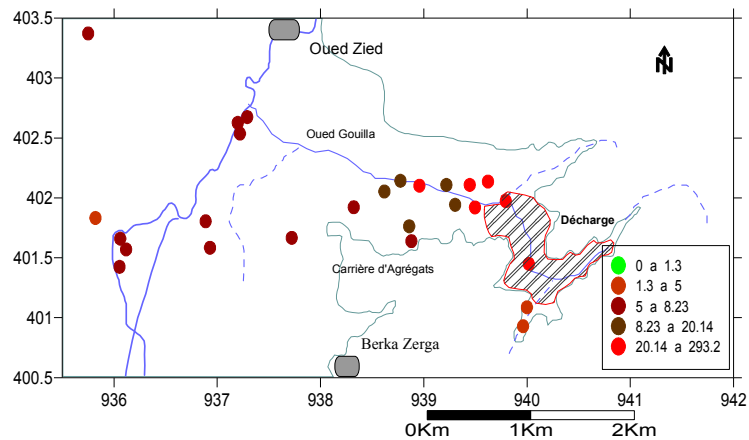 403.5
403
402.5
402
401.5
401
400.5
Oued Zied
N
Oued Gouilla
Décharge
Carrière d'Agrégats
Berka Zerga
0 a 1.3
1.3 a 5
5 a 8.23
8.23 a 20.14
20.14 a 293.2
936 937 938 939 940 941 942
0Km 1Km 2Km